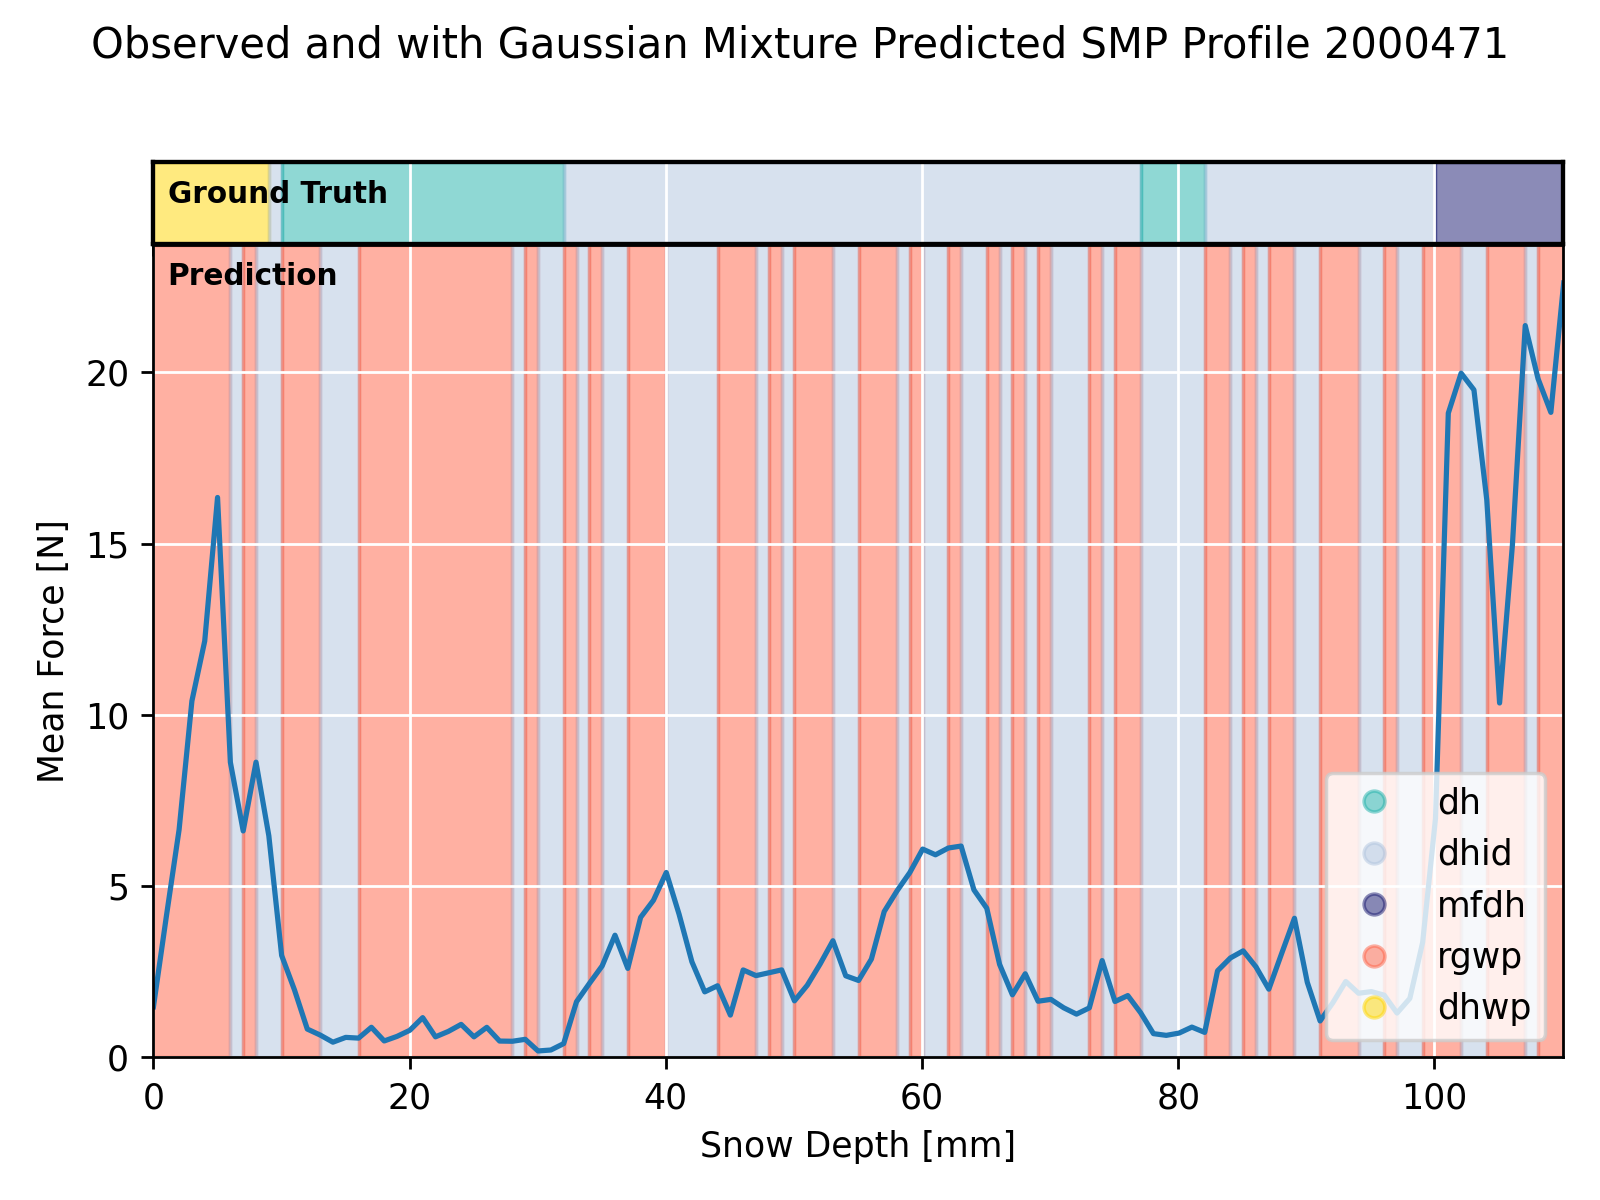 Observed and with Gaussian Mixture Predicted SMP Profile 2000471
Ground Truth
Prediction
20
15
10
5
0
Mean Force [N]
dh
dhid
mfdh
rgwp
dhwp
0 20 40 60 80 100
Snow Depth [mm]